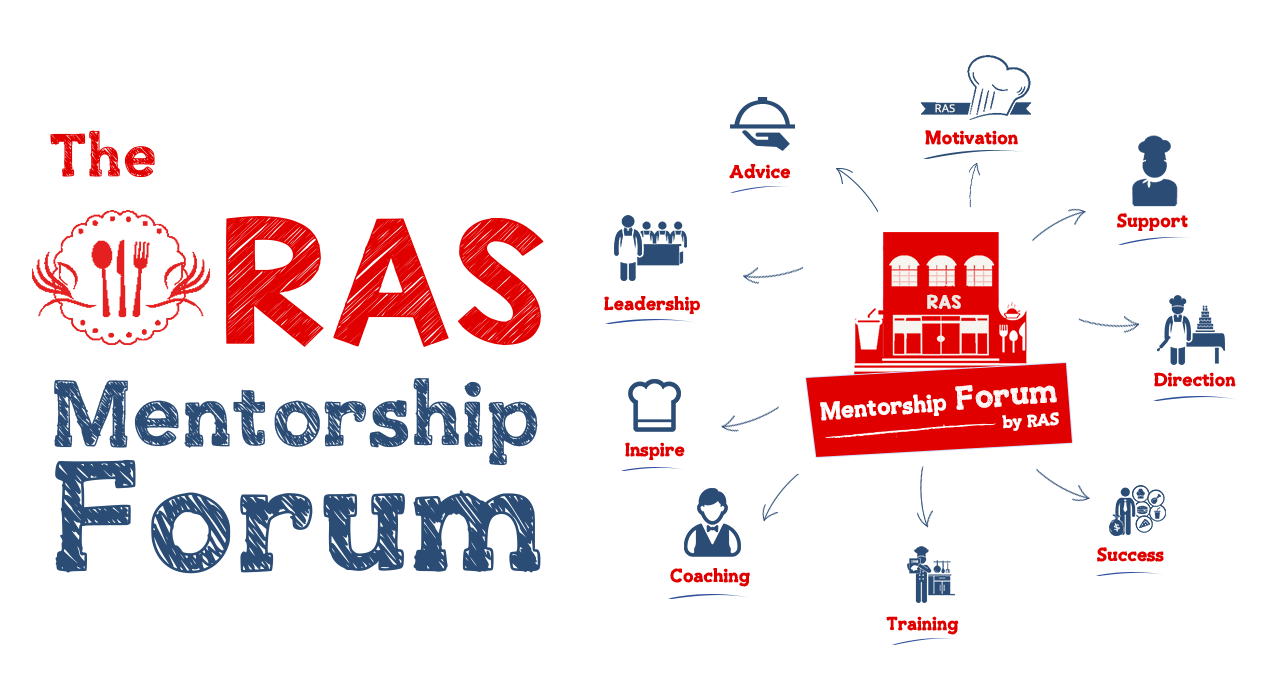 The
RAS
Mentorship
Forum
RAS
Motivation
Advice
Support
Leadership
RAS
Direction
Mentorship Forum
by RAS
Inspire
Success
Coaching
Training